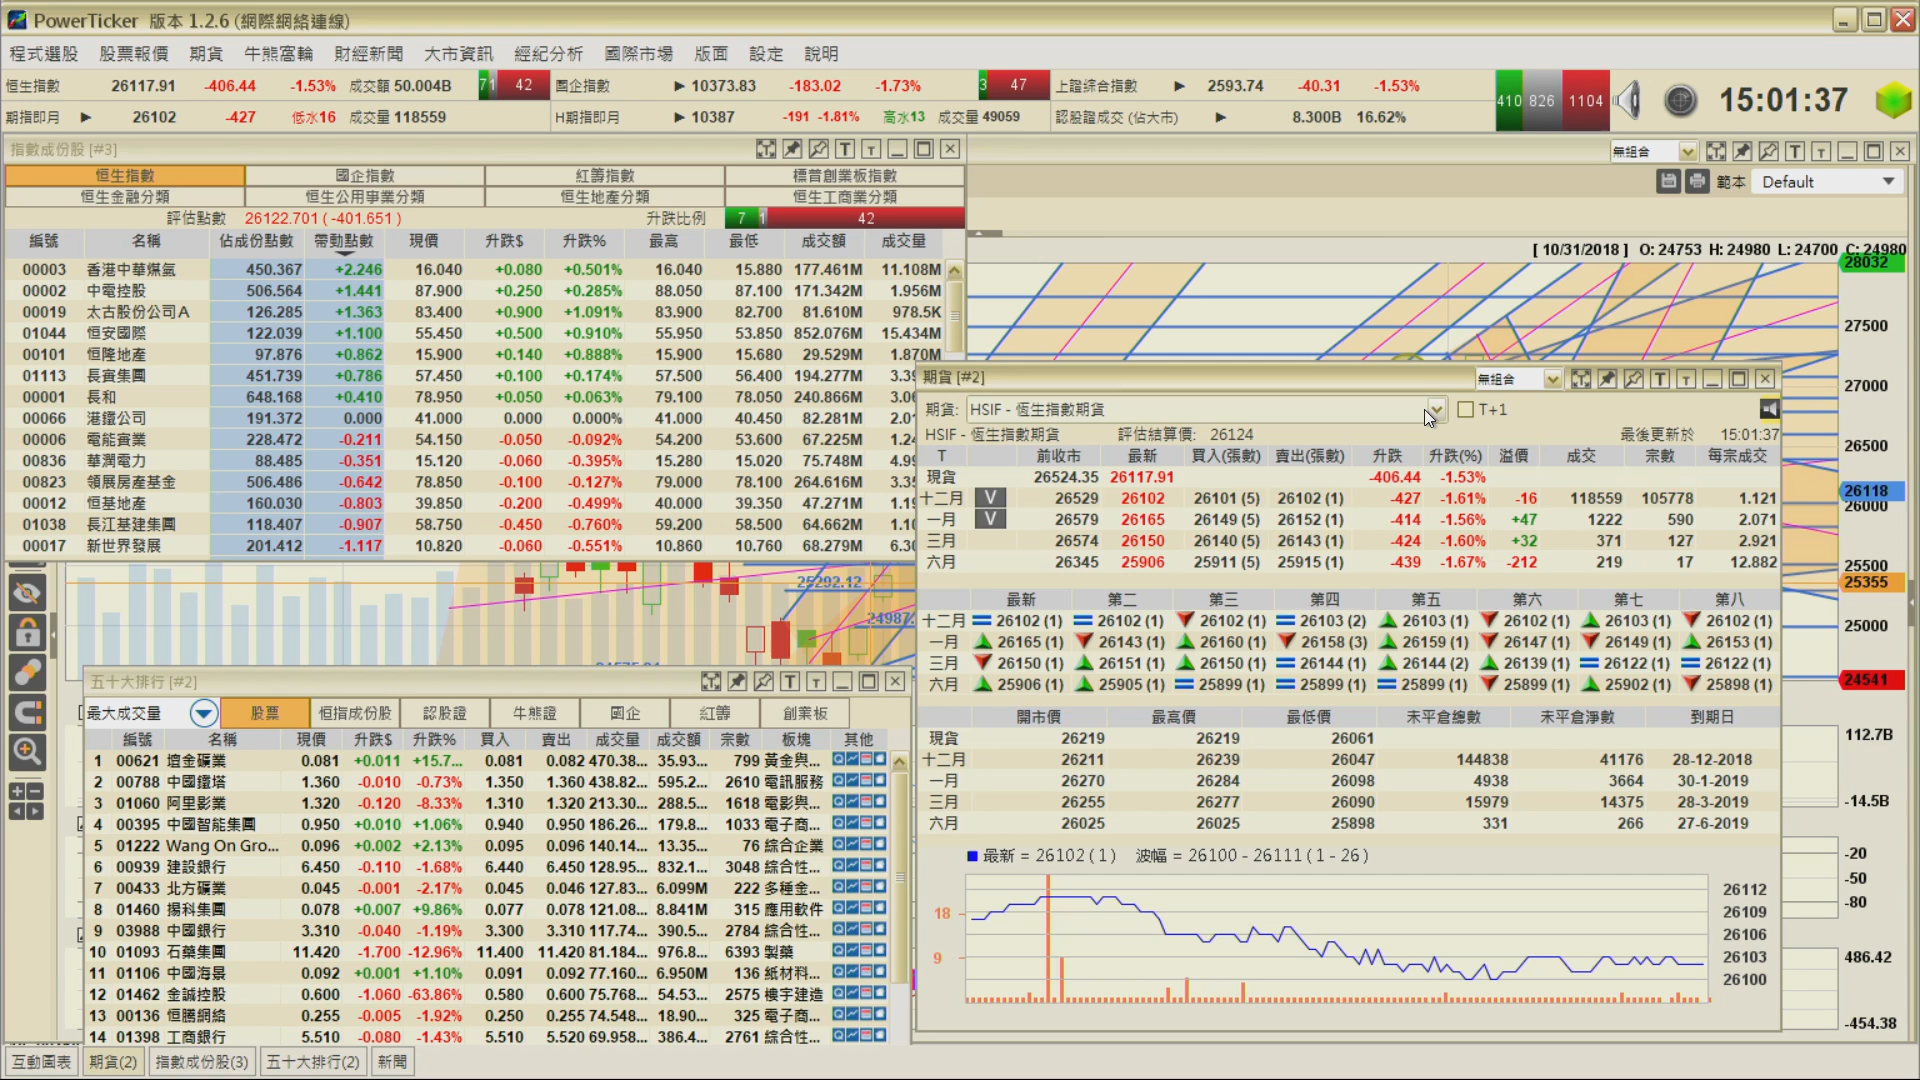 PowerTicker 版本 1.2.6 (網際網絡連線)
程式選股 股票報價 期貨 牛熊窩輪 財經新聞 大市資訊 經紀分析 國際市場 版面 設定 說明
恒生指數 26117.91 -406.44 -1.53% 成交額 50.004B 71 42 國企指數 ▶ 10373.83 -183.02 -1.73% 3 47 上證綜合指數 ▶ 2593.74 -40.31 -1.53% 410 826 1104 15:01:37
期指即月 ▶ 26102 -427 低水16 成交量 118559 H期指即月 ▶ 10387 -191 -1.81% 高水13 成交量 49059 認股證成交 (佔大市) ▶ 8.300B 16.62%
指數成份股 [#3]
恒生指數 國企指數 紅籌指數 標普創業板指數
恒生金融分類 恒生公用事業分類 恒生地產分類 恒生工商業分類
評估點數 26122.701 ( -401.651 ) 升跌比例 7 1 42
編號 名稱 佔成份點數 帶動點數 現價 升跌$ 升跌% 最高 最低 成交額 成交量
00003 香港中華煤氣 450.367 +2.246 16.040 +0.080 +0.501% 16.040 15.880 177.461M 11.108M
00002 中電控股 506.564 +1.441 87.900 +0.250 +0.285% 88.050 87.100 171.342M 1.956M
00019 太古股份公司A 126.285 +1.363 83.400 +0.900 +1.091% 83.900 82.700 81.610M 978.5K
01044 恒安國際 122.039 +1.100 55.450 +0.500 +0.910% 55.950 53.850 852.076M 15.434M
00101 恒隆地產 97.876 +0.862 15.900 +0.140 +0.888% 15.900 15.680 29.529M 1.870M
01113 長實集團 451.739 +0.786 57.450 +0.100 +0.174% 57.500 56.400 194.277M
00001 長和 648.168 +0.410 78.950 +0.050 +0.063% 79.100 78.050 240.866M
00066 港鐵公司 191.372 0.000 41.000 0.000 0.000% 41.000 40.450 82.281M
00006 電能實業 228.472 -0.211 54.150 -0.050 -0.092% 54.200 53.600 67.225M
00836 華潤電力 88.485 -0.351 15.120 -0.060 -0.395% 15.280 15.020 75.748M
00823 領展房產基金 506.486 -0.642 78.850 -0.100 -0.127% 79.000 78.100 264.616M
00012 恒基地產 160.030 -0.803 39.850 -0.200 -0.499% 40.000 39.350 47.271M
01038 長江基建集團 118.407 -0.907 58.750 -0.450 -0.760% 59.200 58.500 64.662M
00017 新世界發展 201.412 -1.117 10.820 -0.060 -0.551% 10.860 10.760 68.279M
無組合
範本 Default
[ 10/31/2018 ] O: 24753 H: 24980 L: 24700 C: 24980
28032
27500
27000
26500
26118
26000
25500
25355
25000
24541
112.7B
-14.5B
-20
-50
-80
486.42
-454.38
25292.12
期貨 [#2] 無組合
期貨: HSIF - 恆生指數期貨 T+1
HSIF - 恆生指數期貨 評估結算價: 26124 最後更新於 15:01:37
T 前收市 最新 買入(張數) 賣出(張數) 升跌 升跌(%) 溢價 成交 宗數 每宗成交
現貨 26524.35 26117.91 -406.44 -1.53%
十二月 V 26529 26102 26101 (5) 26102 (1) -427 -1.61% -16 118559 105778 1.121
一月 V 26579 26165 26149 (5) 26152 (1) -414 -1.56% +47 1222 590 2.071
三月 26574 26150 26140 (5) 26143 (1) -424 -1.60% +32 371 127 2.921
六月 26345 25906 25911 (5) 25915 (1) -439 -1.67% -212 219 17 12.882
最新 第二 第三 第四 第五 第六 第七 第八
十二月 26102 (1) 26102 (1) 26102 (1) 26103 (2) 26103 (1) 26102 (1) 26103 (1) 26102 (1)
一月 26165 (1) 26143 (1) 26160 (1) 26158 (3) 26159 (1) 26147 (1) 26149 (1) 26153 (1)
三月 26150 (1) 26151 (1) 26150 (1) 26144 (1) 26144 (2) 26139 (1) 26122 (1) 26122 (1)
六月 25906 (1) 25905 (1) 25899 (1) 25899 (1) 25899 (1) 25899 (1) 25902 (1) 25898 (1)
開市價 最高價 最低價 未平倉總數 未平倉淨數 到期日
現貨 26219 26219 26061
十二月 26211 26239 26047 144838 41176 28-12-2018
一月 26270 26284 26098 4938 3664 30-1-2019
三月 26255 26277 26090 15979 14375 28-3-2019
六月 26025 26025 25898 331 266 27-6-2019
最新 = 26102 ( 1 ) 波幅 = 26100 - 26111 ( 1 - 26 )
18
9
26112
26109
26106
26103
26100
五十大排行 [#2]
最大成交量 股票 恒指成份股 認股證 牛熊證 國企 紅籌 創業板
編號 名稱 現價 升跌$ 升跌% 買入 賣出 成交量 成交額 宗數 板塊 其他
1 00621 壇金礦業 0.081 +0.011 +15.7... 0.081 0.082 470.38... 35.93... 799 黃金與...
2 00788 中國鐵塔 1.360 -0.010 -0.73% 1.350 1.360 438.82... 595.2... 2610 電訊服務
3 01060 阿里影業 1.320 -0.120 -8.33% 1.310 1.320 213.30... 288.5... 1618 電影與...
4 00395 中國智能集團 0.950 +0.010 +1.06% 0.940 0.950 186.26... 179.8... 1033 電子商...
5 01222 Wang On Gro... 0.096 +0.002 +2.13% 0.095 0.096 140.14... 13.35... 76 綜合企業
6 00939 建設銀行 6.450 -0.110 -1.68% 6.440 6.450 128.95... 832.1... 3048 綜合性...
7 00433 北方礦業 0.045 -0.001 -2.17% 0.045 0.046 127.83... 6.099M 222 多種金...
8 01460 揚科集團 0.078 +0.007 +9.86% 0.077 0.078 121.08... 8.841M 315 應用軟件
9 03988 中國銀行 3.310 -0.040 -1.19% 3.300 3.310 117.74... 390.5... 2784 綜合性...
10 01093 石藥集團 11.420 -1.700 -12.96% 11.400 11.420 81.184... 976.8... 6393 製藥
11 01106 中國海景 0.092 +0.001 +1.10% 0.091 0.092 77.160... 6.950M 136 紙材料...
12 01462 金誠控股 0.600 -1.060 -63.86% 0.580 0.600 75.768... 54.53... 2575 樓宇建造
13 00136 恒騰網絡 0.255 -0.005 -1.92% 0.250 0.255 74.548... 18.90... 325 電子商...
14 01398 工商銀行 5.510 -0.080 -1.43% 5.510 5.520 69.958... 386.4... 2761 綜合性...
互動圖表 期貨(2) 指數成份股(3) 五十大排行(2) 新聞